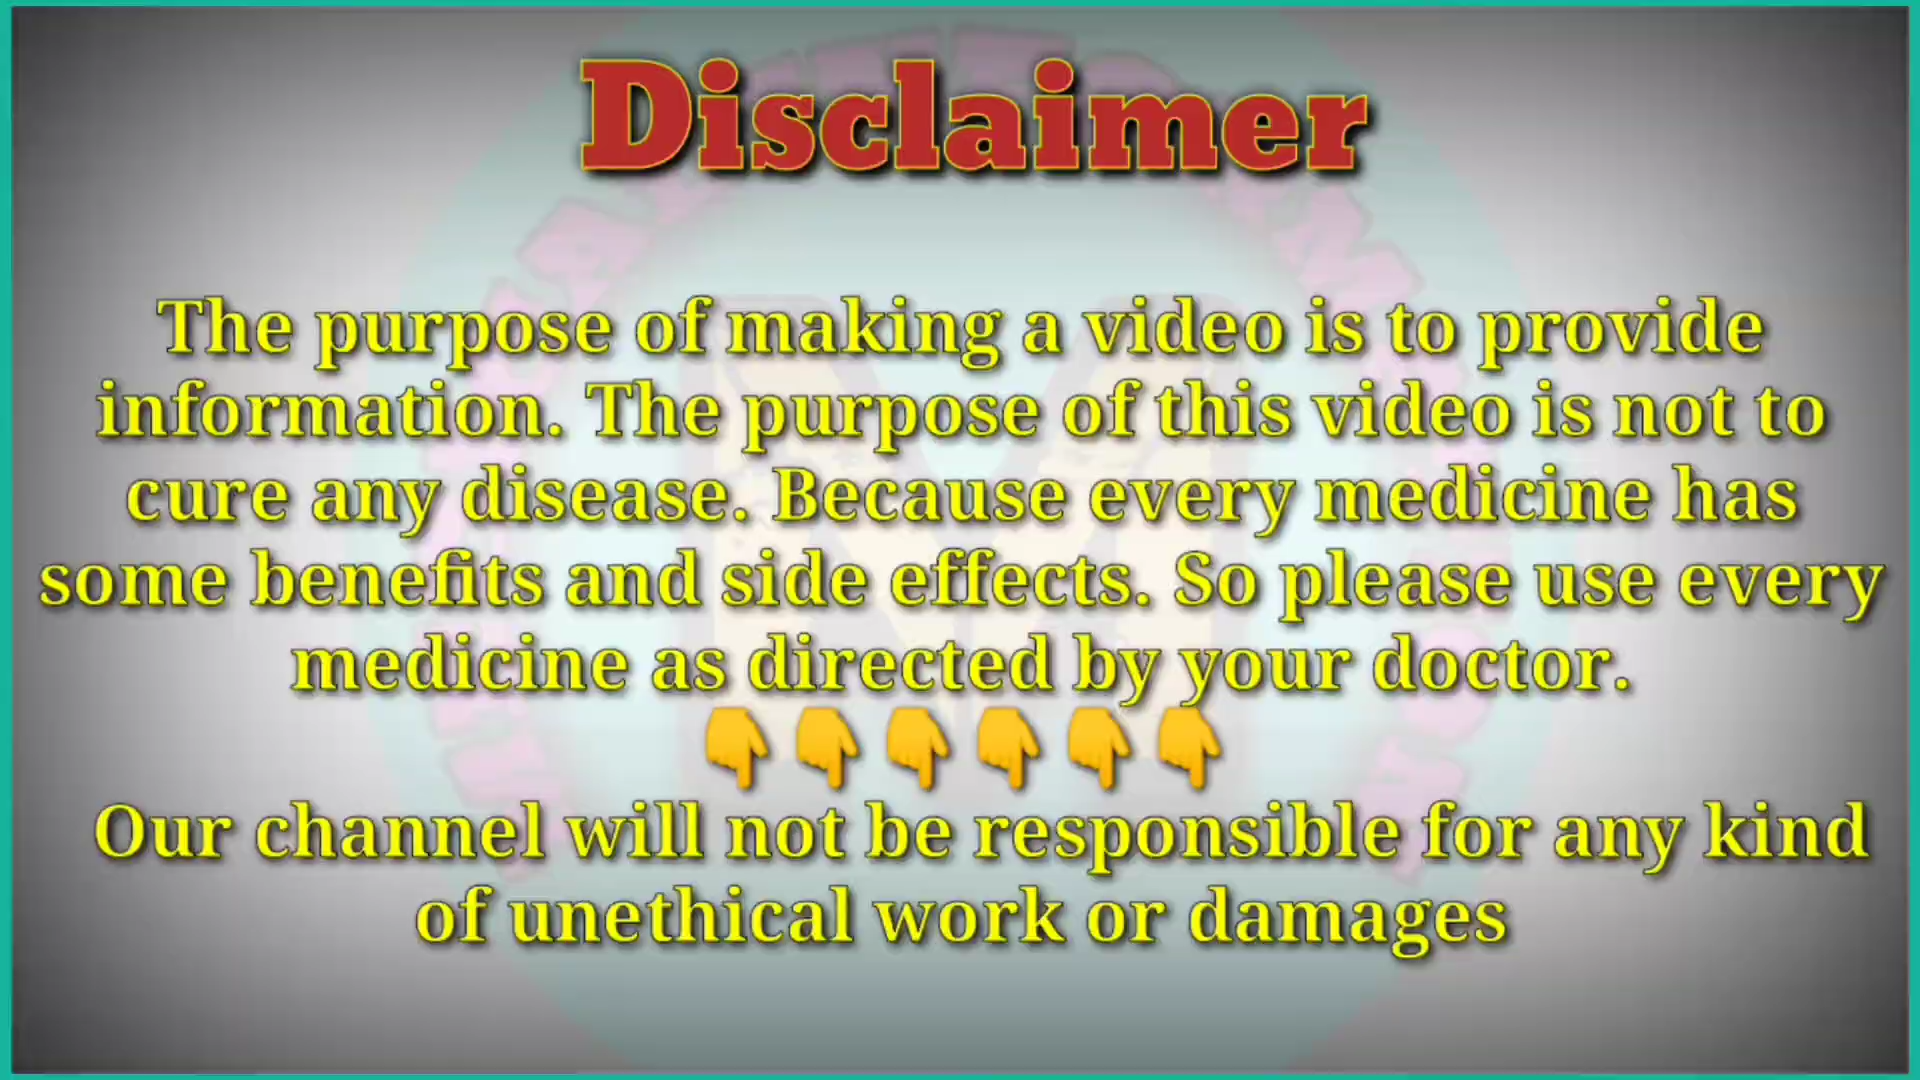 Disclaimer
The purpose of making a video is to provide
information. The purpose of this video is not to
cure any disease. Because every medicine has
some benefits and side effects. So please use every
medicine as directed by your doctor.
👇👇👇👇👇👇
Our channel will not be responsible for any kind
of unethical work or damages